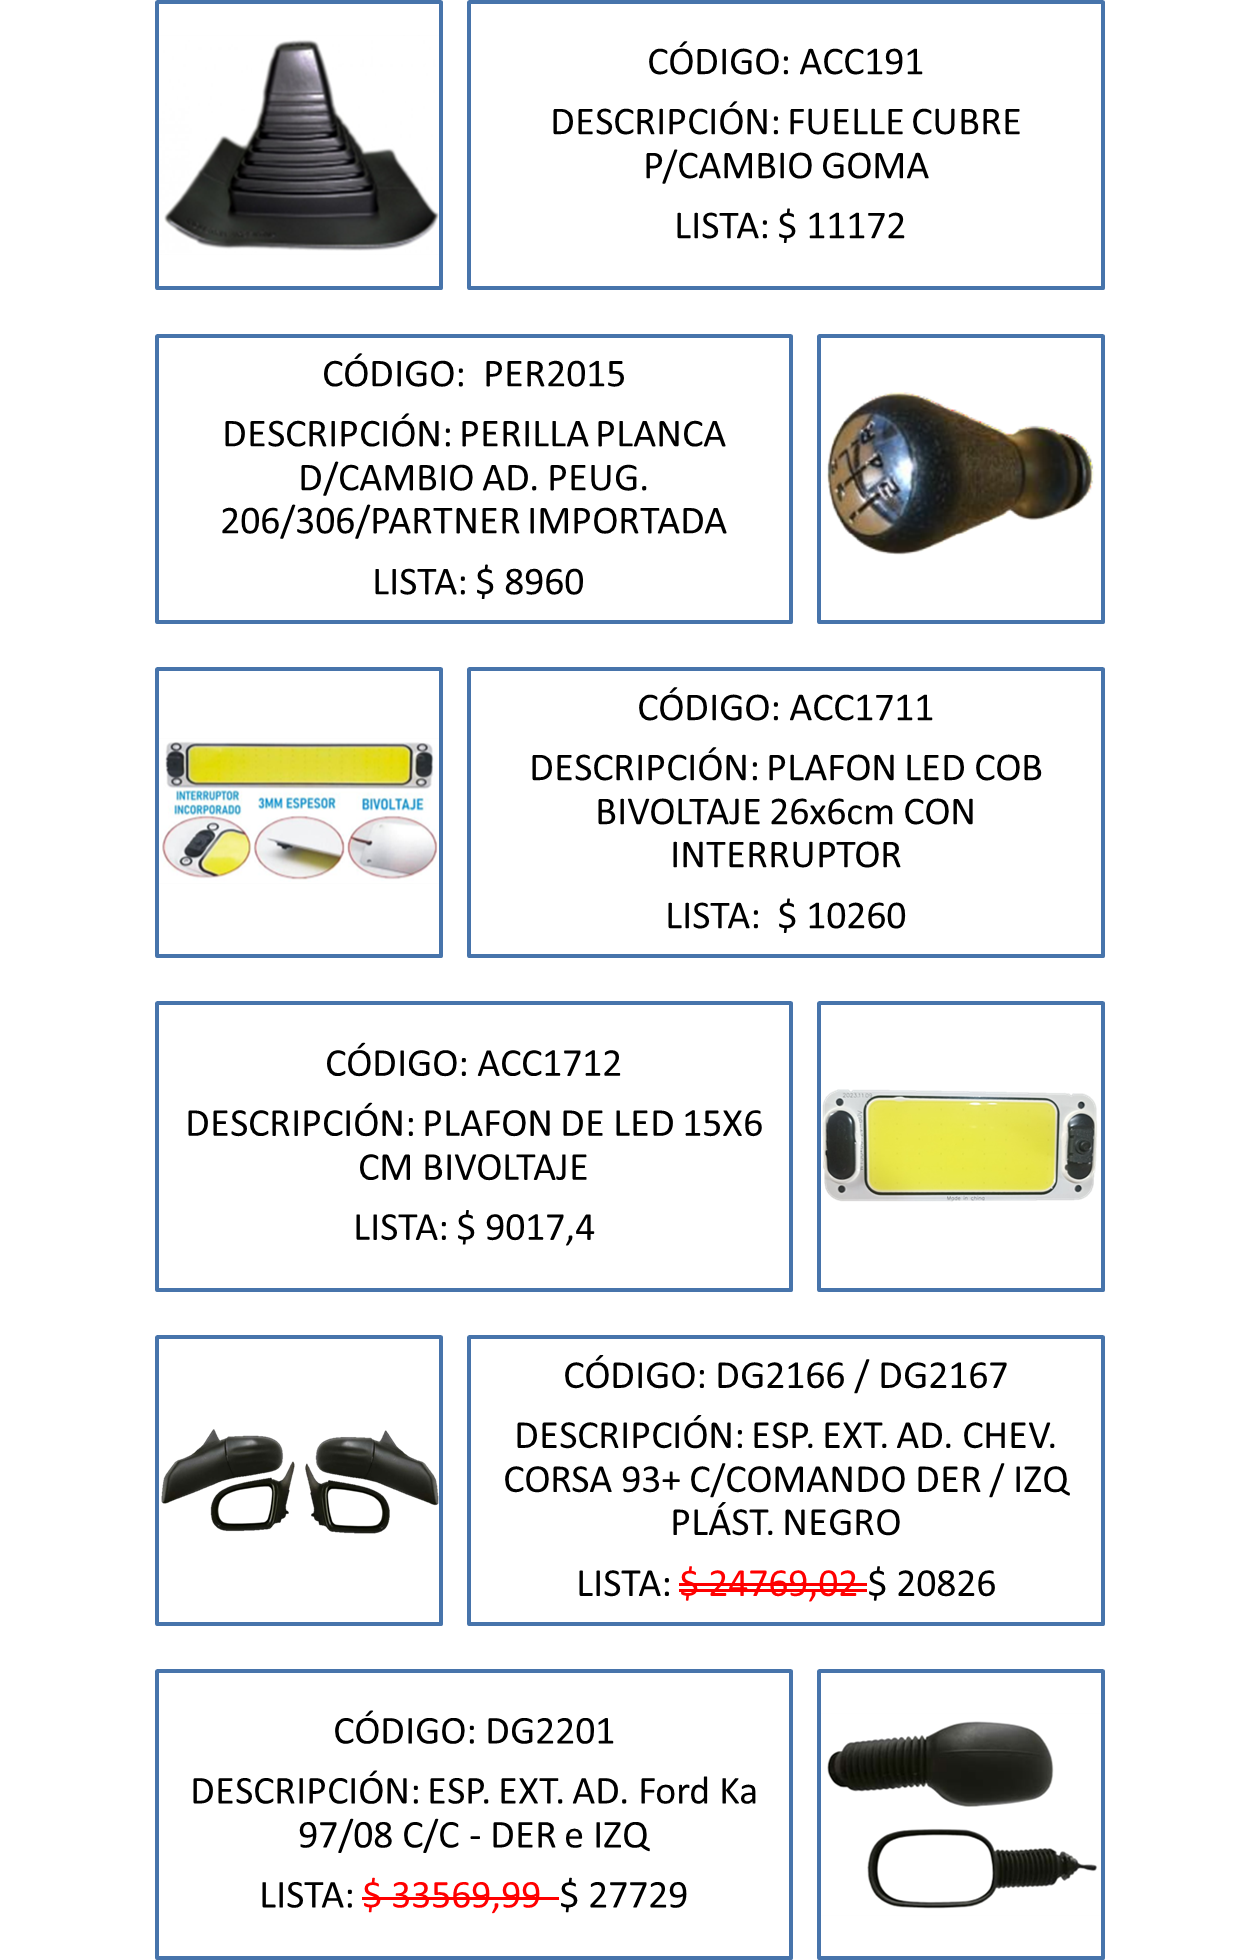 CÓDIGO: ACC191
DESCRIPCIÓN: FUELLE CUBRE
P/CAMBIO GOMA
LISTA: $ 11172
CÓDIGO:  PER2015
DESCRIPCIÓN: PERILLA PLANCA
D/CAMBIO AD. PEUG.
206/306/PARTNER IMPORTADA
LISTA: $ 8960
INTERRUPTOR
INCORPORADO
3MM ESPESOR
BIVOLTAJE
CÓDIGO: ACC1711
DESCRIPCIÓN: PLAFON LED COB
BIVOLTAJE 26x6cm CON
INTERRUPTOR
LISTA:  $ 10260
CÓDIGO: ACC1712
DESCRIPCIÓN: PLAFON DE LED 15X6
CM BIVOLTAJE
LISTA: $ 9017,4
Made in china
CÓDIGO: DG2166 / DG2167
DESCRIPCIÓN: ESP. EXT. AD. CHEV.
CORSA 93+ C/COMANDO DER / IZQ
PLÁST. NEGRO
LISTA: $ 24769,02 $ 20826
CÓDIGO: DG2201
DESCRIPCIÓN: ESP. EXT. AD. Ford Ka
97/08 C/C - DER e IZQ
LISTA: $ 33569,99 $ 27729